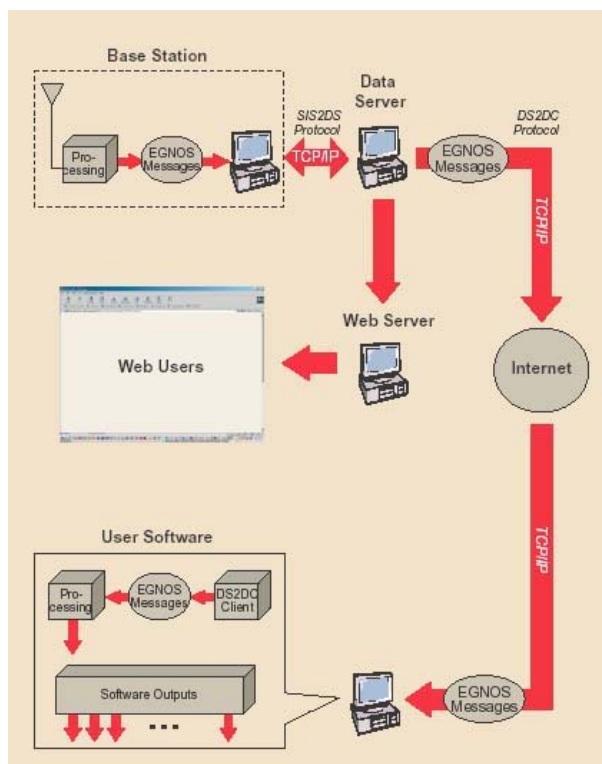 Base Station
Data
Server
SIS2DS
Protocol
DS2DC
Protocol
Pro-
cessing
EGNOS
Messages
TCP/IP
EGNOS
Messages
TCP/IP
Web Server
Web Users
Internet
TCP/IP
User Software
Pro-
cessing
EGNOS
Messages
DS2DC
Client
Software Outputs
EGNOS
Messages